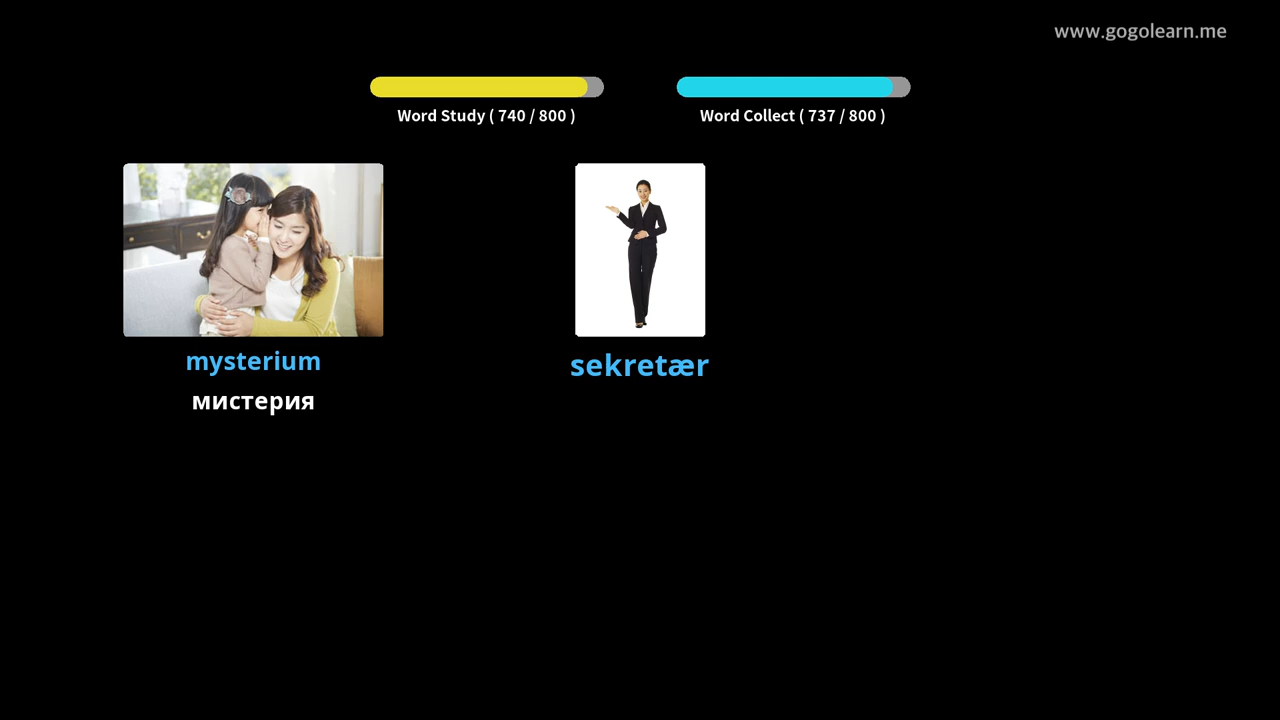 www.gogolearn.me
Word Study ( 740 / 800 )
Word Collect ( 737 / 800 )
mysterium
мистерия
sekretær